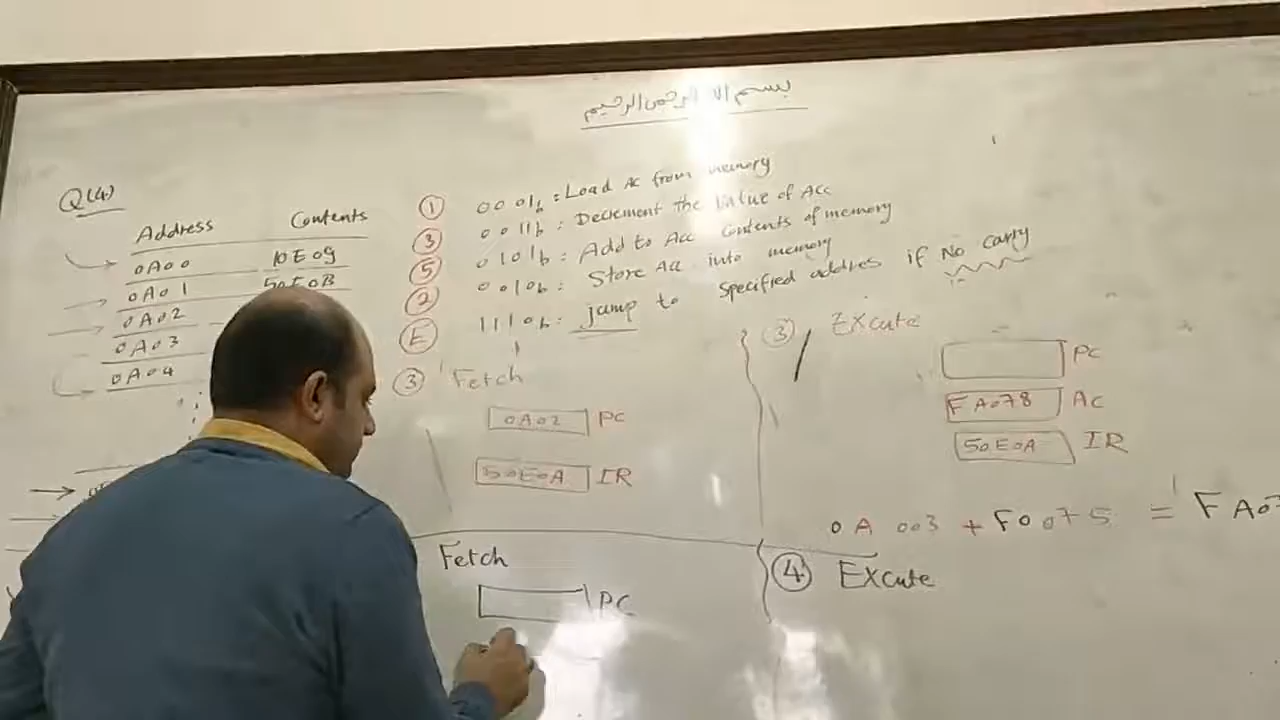 بسم الله الرحمن الرحيم
Q(4)
Address Contents
0A00 10E09
0A01 50E0B
0A02
0A03
0A04
① 0001b : Load Ac from memory
③ 0011b : Decrement the Value of Acc
⑤ 0101b : Add to Acc Contents of memory
② 0010b : Store Acc into memory
Ⓔ 1110b : jump to Specified address if No carry
③ Fetch
0A02 PC
50E0A IR
③ Excute
PC
FA078 Ac
50E0A IR
0A003 + F0075 = FA07
Fetch
PC
④ Excute